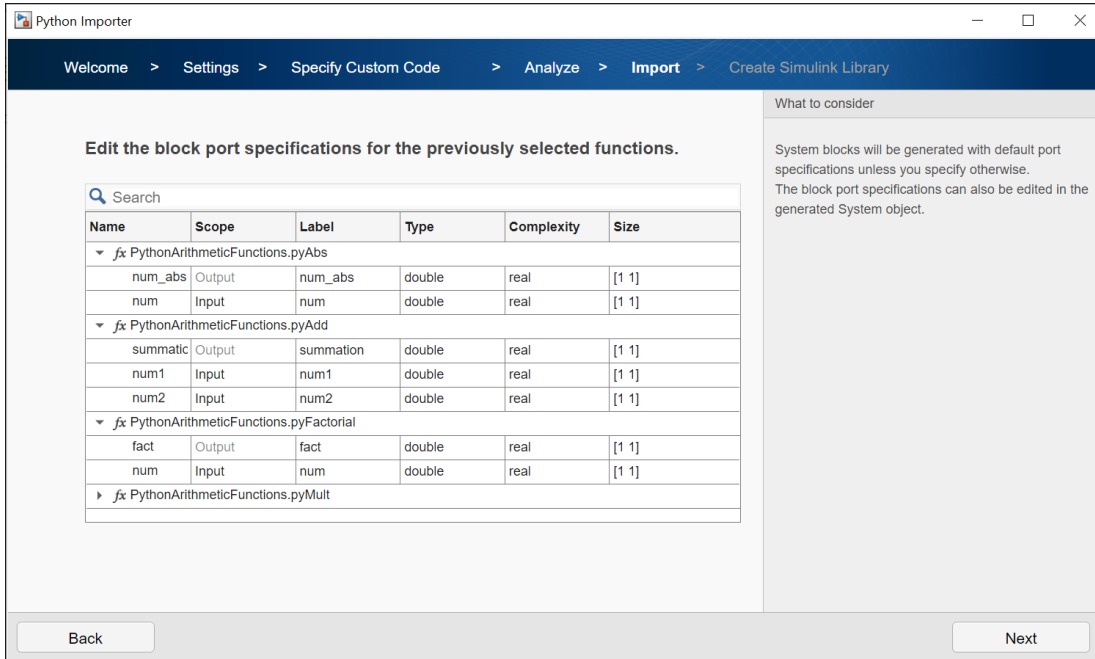 Python Importer
Welcome > Settings > Specify Custom Code > Analyze > Import > Create Simulink Library
What to consider
Edit the block port specifications for the previously selected functions.
System blocks will be generated with default port
specifications unless you specify otherwise.
The block port specifications can also be edited in the
generated System object.
Search
Name Scope Label Type Complexity Size
fx PythonArithmeticFunctions.pyAbs
num_abs Output num_abs double real [1 1]
num Input num double real [1 1]
fx PythonArithmeticFunctions.pyAdd
summatic Output summation double real [1 1]
num1 Input num1 double real [1 1]
num2 Input num2 double real [1 1]
fx PythonArithmeticFunctions.pyFactorial
fact Output fact double real [1 1]
num Input num double real [1 1]
fx PythonArithmeticFunctions.pyMult
Back Next